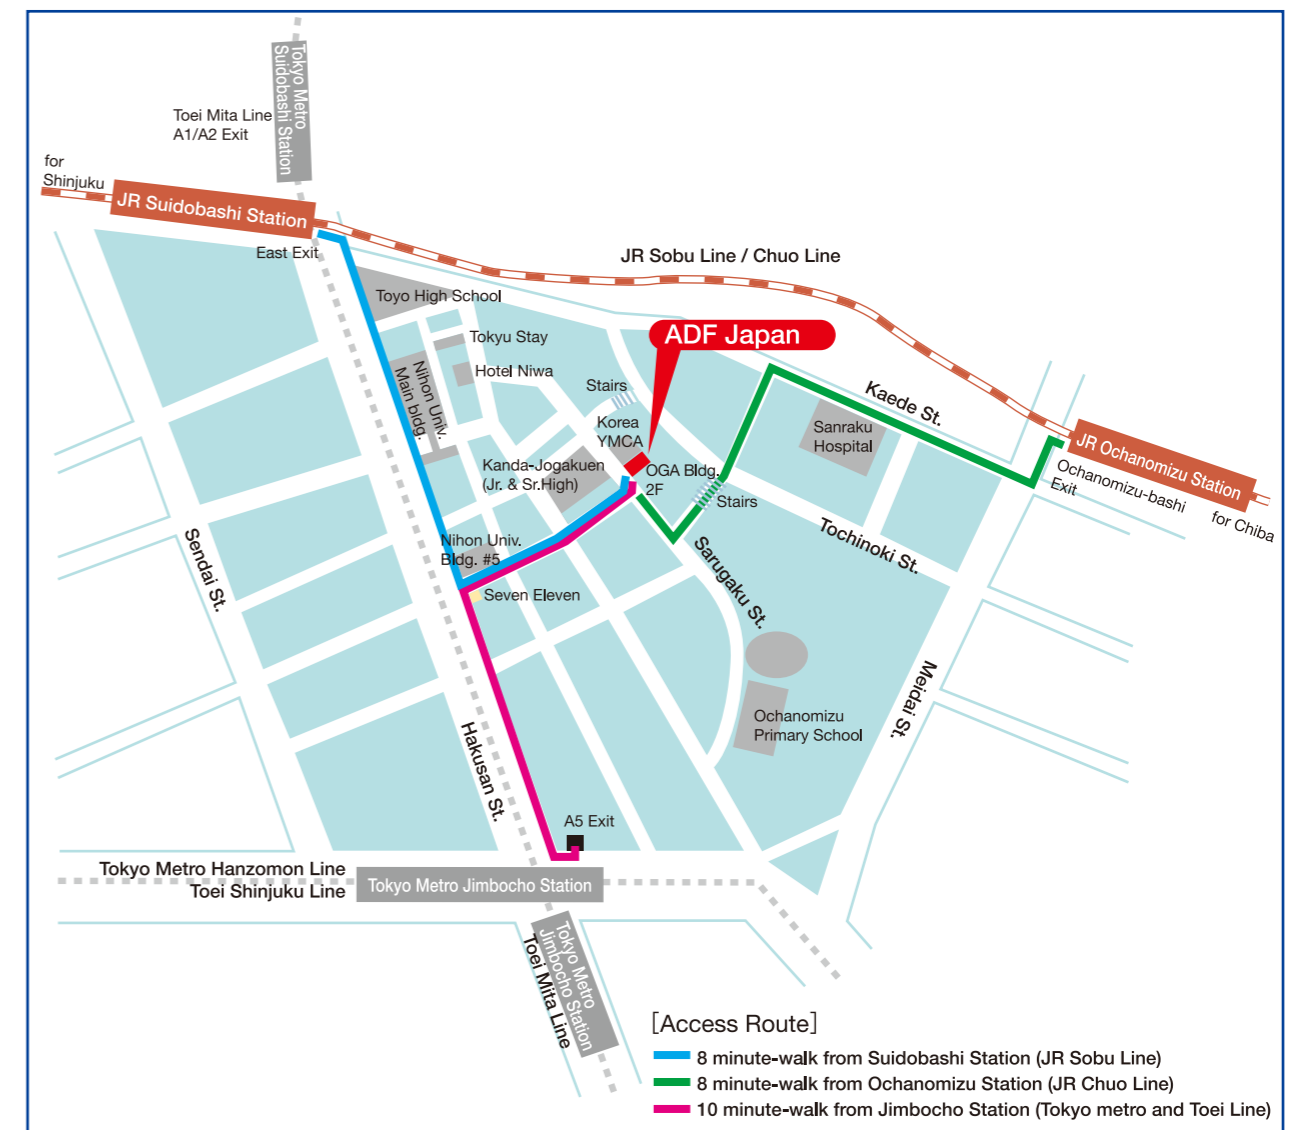 Tokyo Metro
Suidobashi Station
Toei Mita Line
A1/A2 Exit
for
Shinjuku
JR Suidobashi Station
East Exit
JR Sobu Line / Chuo Line
Toyo High School
ADF Japan
Tokyu Stay
Hotel Niwa
Nihon Univ.
Main bldg.
Stairs
Korea
YMCA
Kaede St.
Sanraku
Hospital
JR Ochanomizu Station
Ochanomizu-bashi
Exit
for Chiba
Kanda-Jogakuen
(Jr. & Sr.High)
OGA Bldg.
2F
Stairs
Tochinoki St.
Sendai St.
Nihon Univ.
Bldg. #5
Seven Eleven
Sarugaku St.
Meidai St.
Ochanomizu
Primary School
Hakusan St.
A5 Exit
Tokyo Metro Hanzomon Line
Toei Shinjuku Line
Tokyo Metro Jimbocho Station
Tokyo Metro
Jimbocho Station
Toei Mita Line
[Access Route]
8 minute-walk from Suidobashi Station (JR Sobu Line)
8 minute-walk from Ochanomizu Station (JR Chuo Line)
10 minute-walk from Jimbocho Station (Tokyo metro and Toei Line)